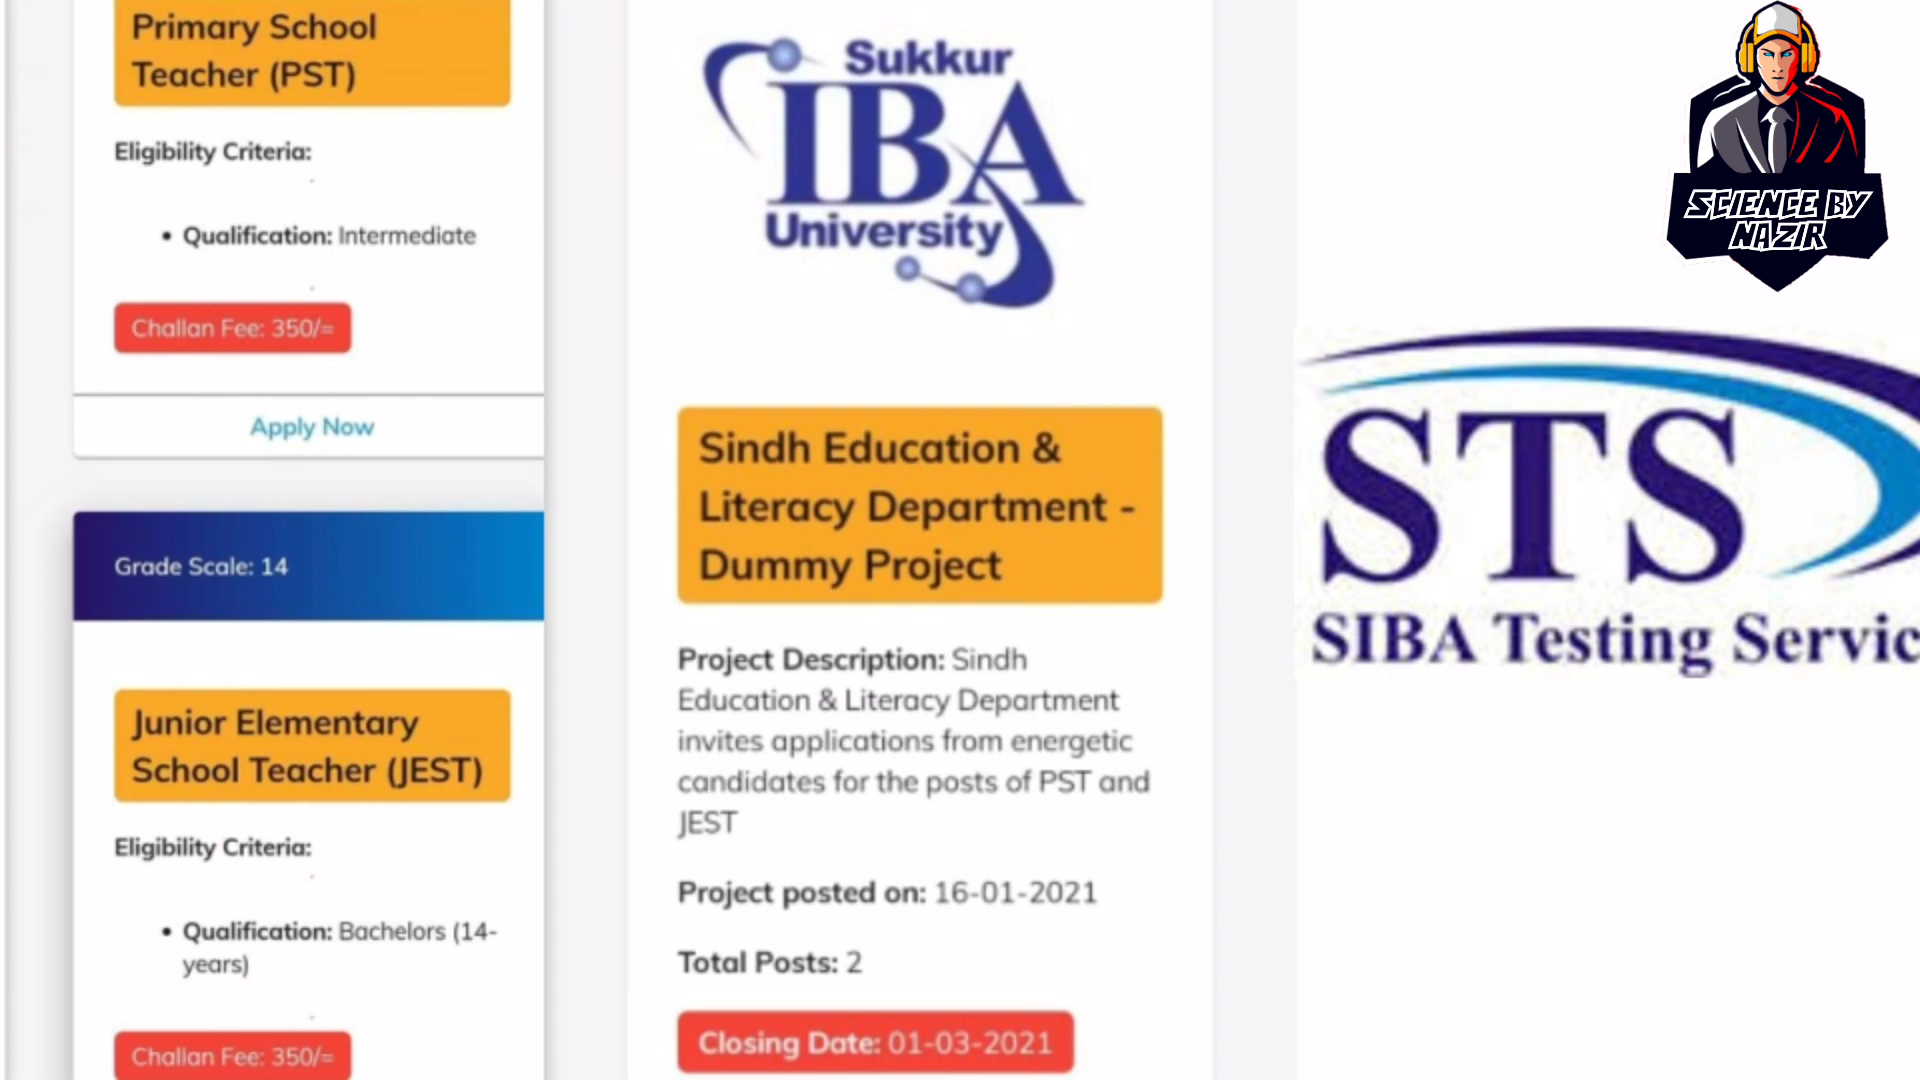 Primary School
Teacher (PST)
Eligibility Criteria:
• Qualification: Intermediate
Challan Fee: 350/=
Apply Now
Grade Scale: 14
Junior Elementary
School Teacher (JEST)
Eligibility Criteria:
• Qualification: Bachelors (14-
years)
Challan Fee: 350/=
Sukkur
IBA
University
Sindh Education &
Literacy Department -
Dummy Project
Project Description: Sindh
Education & Literacy Department
invites applications from energetic
candidates for the posts of PST and
JEST
Project posted on: 16-01-2021
Total Posts: 2
Closing Date: 01-03-2021
SCIENCE BY
NAZIR
STS
SIBA Testing Servic